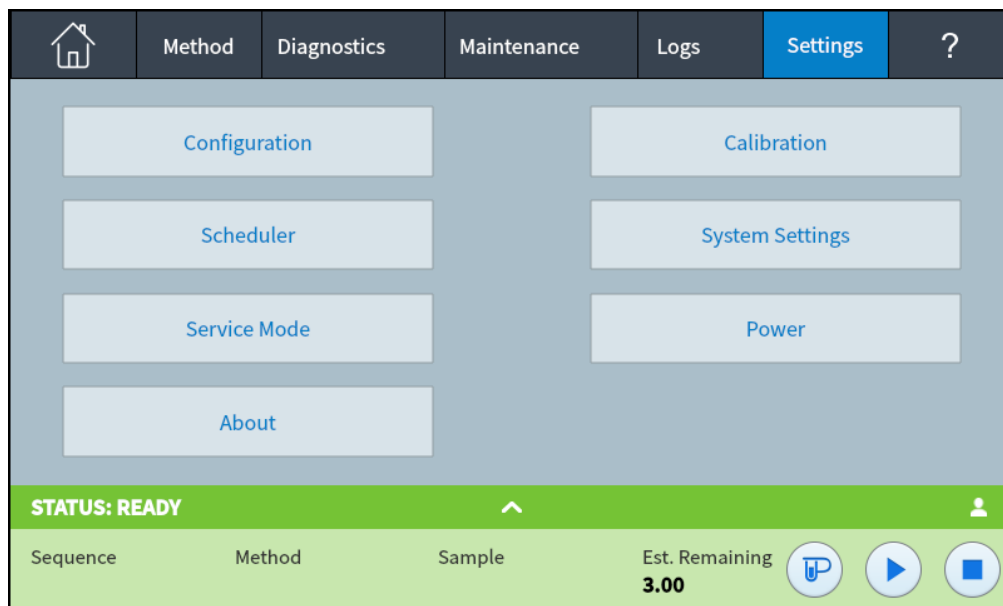 Method Diagnostics Maintenance Logs Settings ?
Configuration Calibration
Scheduler System Settings
Service Mode Power
About
STATUS: READY
Sequence Method Sample Est. Remaining
3.00